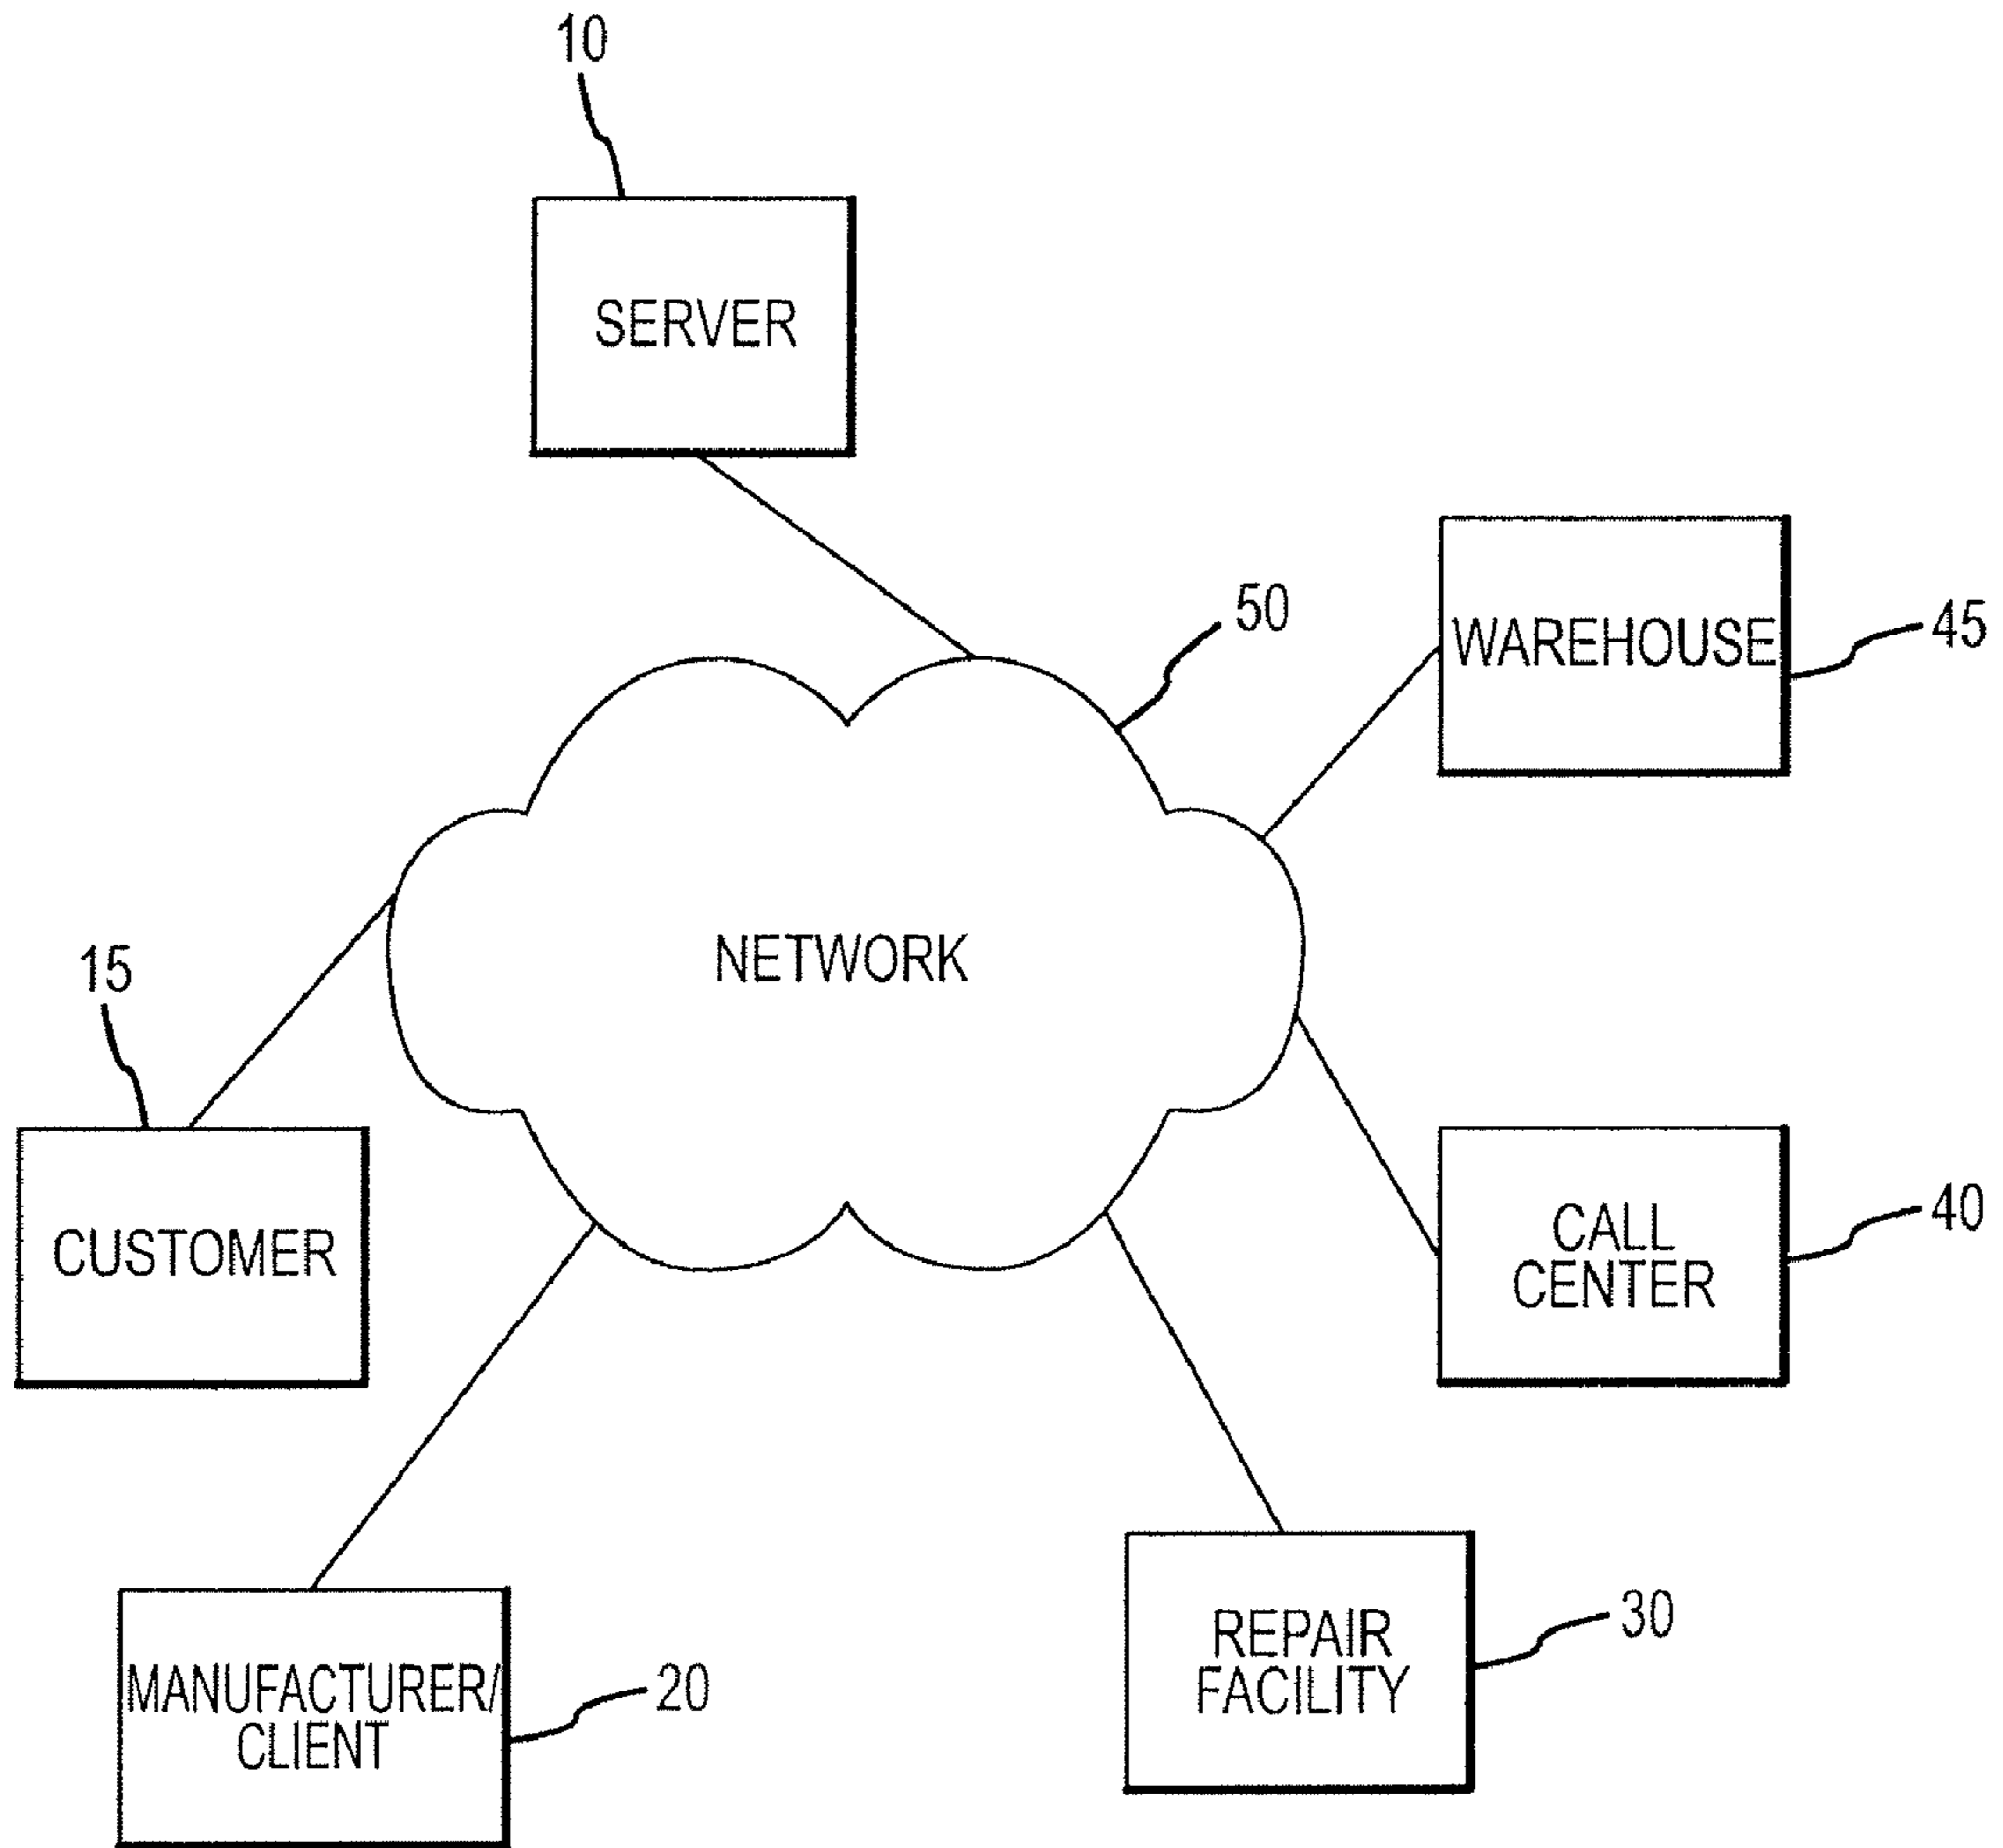 10
SERVER
50
WAREHOUSE
45
NETWORK
15
CUSTOMER
CALL
CENTER
40
MANUFACTURER/
CLIENT
20
REPAIR
FACILITY
30